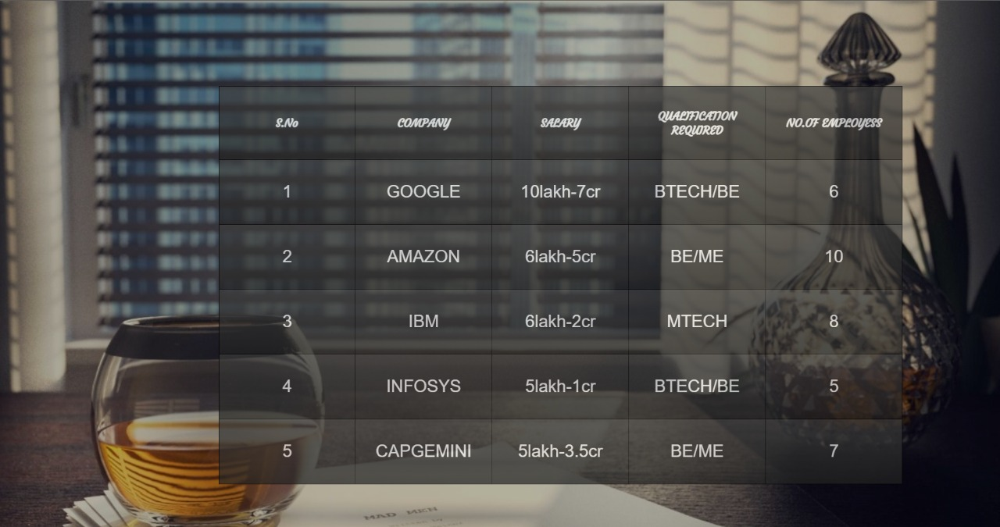 S.No COMPANY SALARY QUALIFICATION REQUIRED NO.OF EMPLOYESS
1 GOOGLE 10lakh-7cr BTECH/BE 6
2 AMAZON 6lakh-5cr BE/ME 10
3 IBM 6lakh-2cr MTECH 8
4 INFOSYS 5lakh-1cr BTECH/BE 5
5 CAPGEMINI 5lakh-3.5cr BE/ME 7
MAD MEN